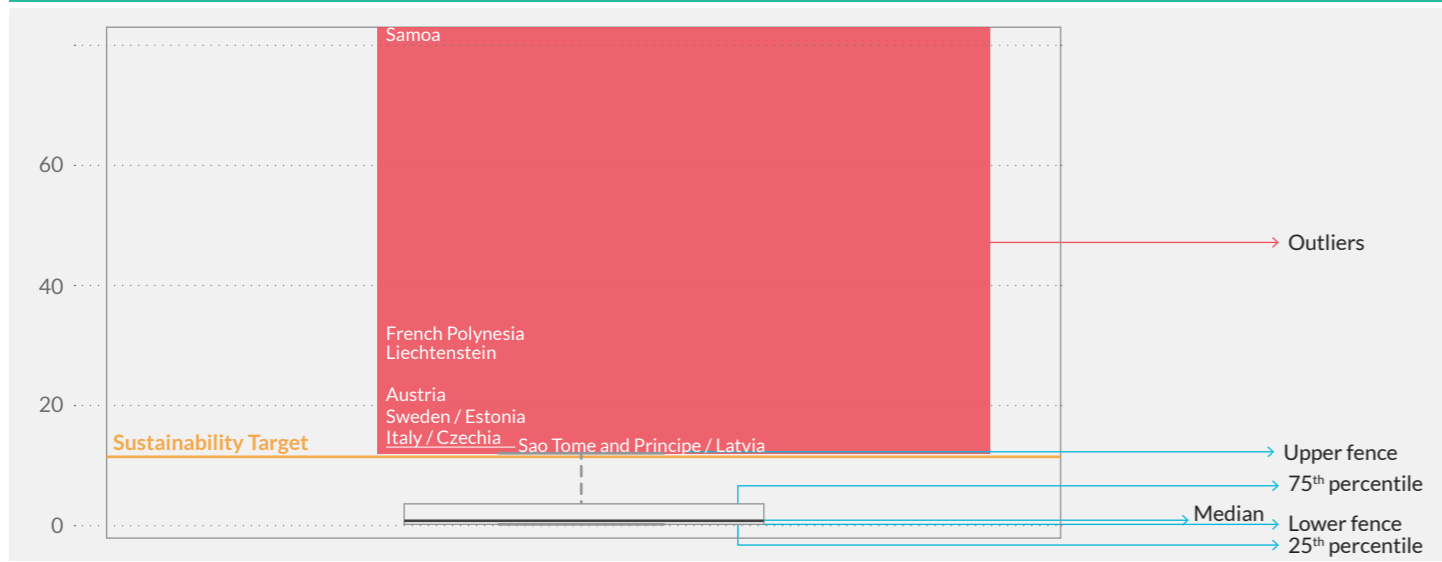 Samoa
60
Outliers
40
French Polynesia
Liechtenstein
Austria
20
Sweden / Estonia
Italy / Czechia
Sao Tome and Principe / Latvia
Sustainability Target
Upper fence
75th percentile
Median
0
Lower fence
25th percentile